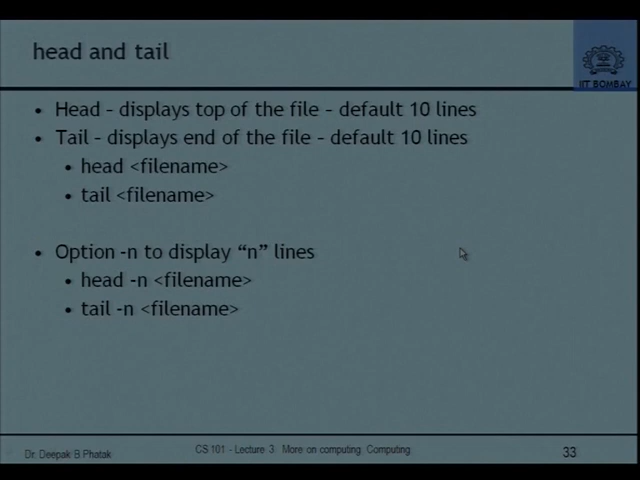 head and tail
IIT BOMBAY
• Head – displays top of the file – default 10 lines
• Tail – displays end of the file – default 10 lines
• head <filename>
• tail <filename>
• Option -n to display “n” lines
• head -n <filename>
• tail -n <filename>
Dr. Deepak B Phatak
CS 101 - Lecture 3 More on computing Computing
33